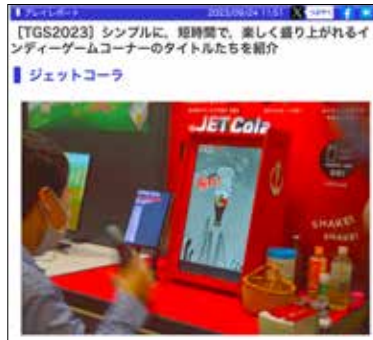 プレイレポート
2023/09/24 11:51
[TGS2023] シンプルに，短時間で，楽しく盛り上がれるイ
ンディーゲームコーナーのタイトルたちを紹介
ジェットコーラ
JET Cola
SHAKE!
SHAKE!